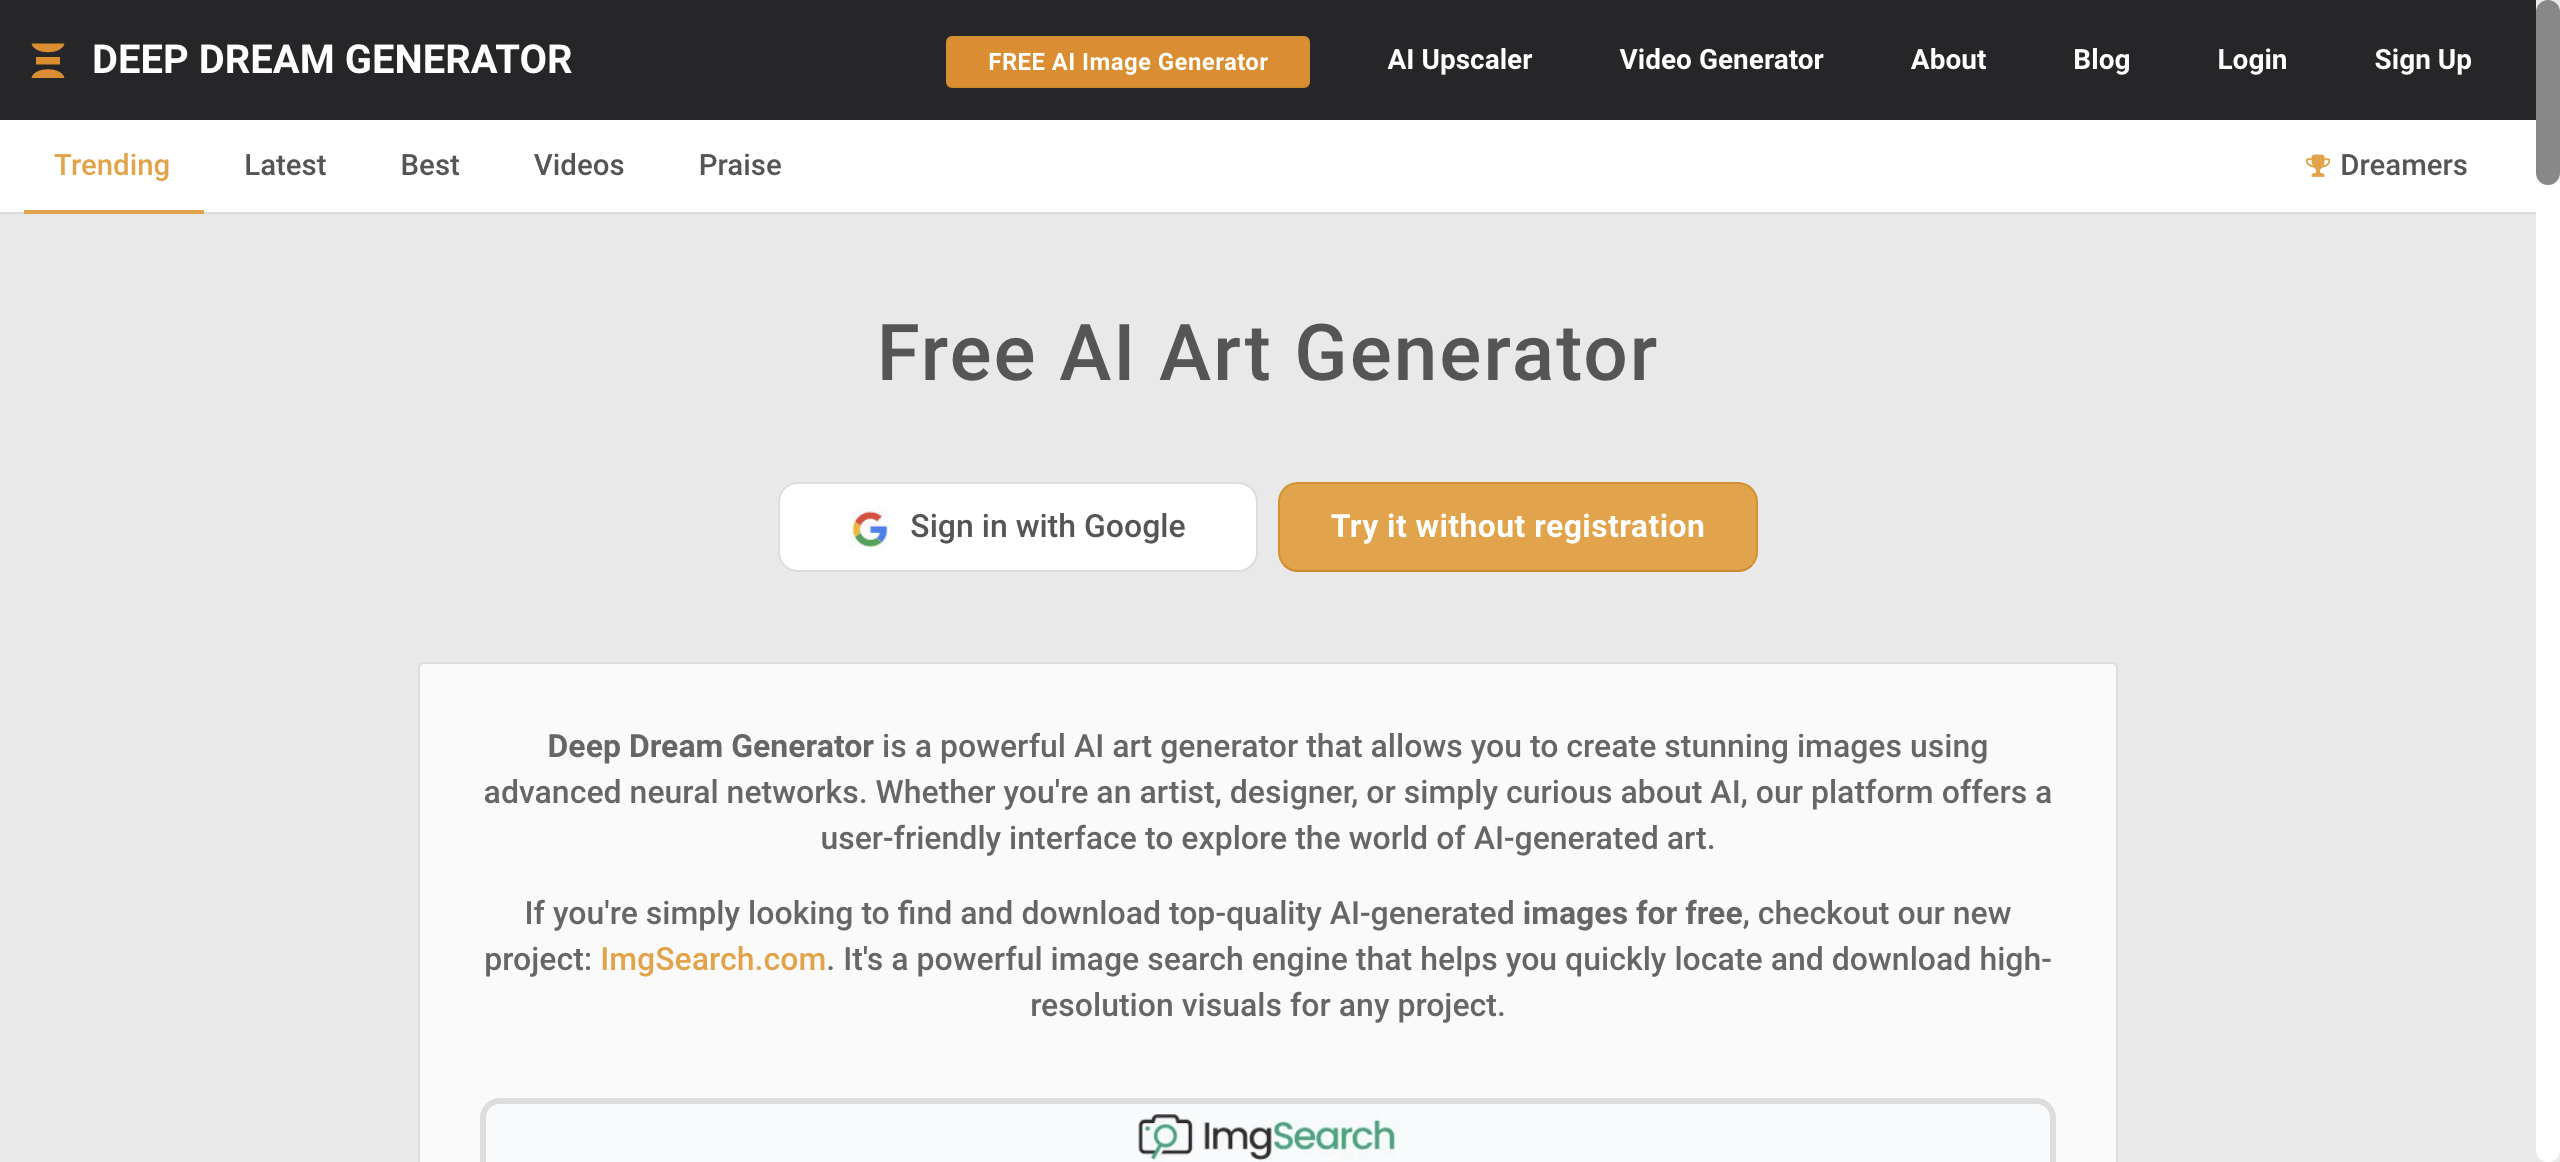 DEEP DREAM GENERATOR
FREE AI Image Generator
AI Upscaler
Video Generator
About
Blog
Login
Sign Up
Trending
Latest
Best
Videos
Praise
Dreamers
Free AI Art Generator
Sign in with Google
Try it without registration
Deep Dream Generator is a powerful AI art generator that allows you to create stunning images using
advanced neural networks. Whether you're an artist, designer, or simply curious about AI, our platform offers a
user-friendly interface to explore the world of AI-generated art.
If you're simply looking to find and download top-quality AI-generated images for free, checkout our new
project: ImgSearch.com. It's a powerful image search engine that helps you quickly locate and download high-
resolution visuals for any project.
ImgSearch